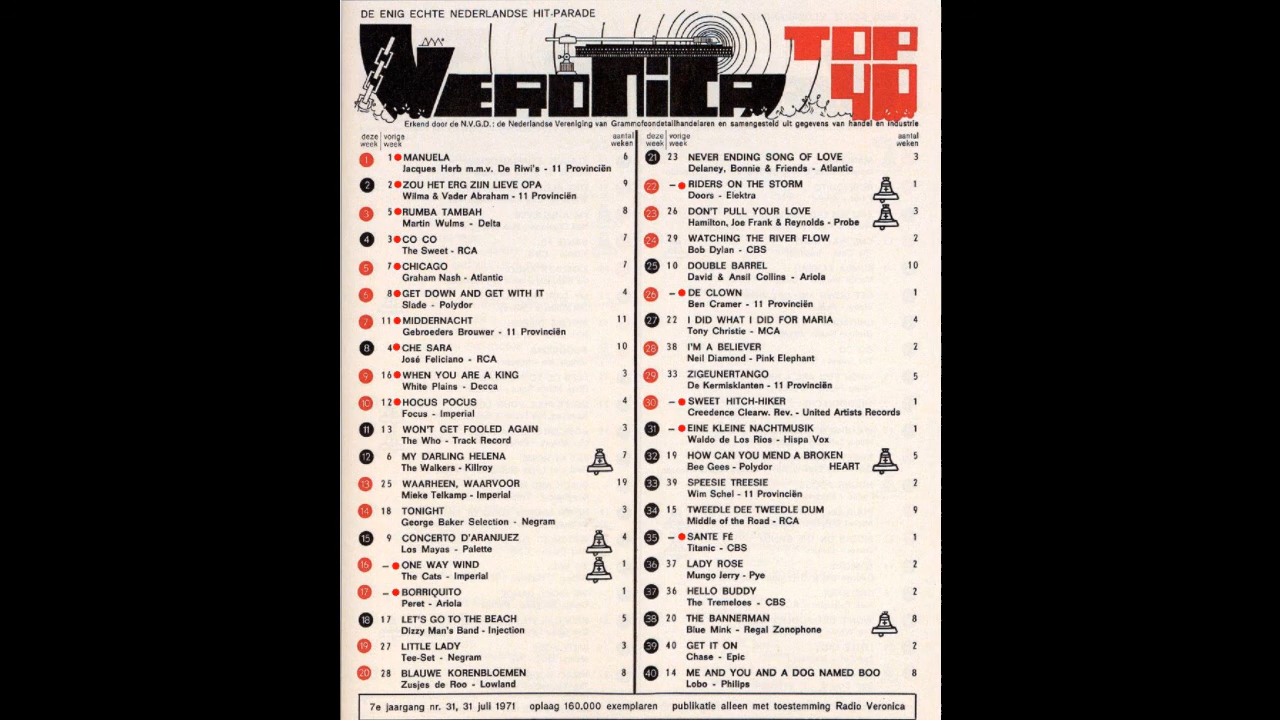 DE ENIG ECHTE NEDERLANDSE HIT-PARADE
VERONICA TOP 40
Erkend door de N.V.G.D.: de Nederlandse Vereniging van Grammofoondetailhandelaren en samengesteld uit gegevens van handel en industrie
deze week vorige week aantal weken
1 1 MANUELA 6
Jacques Herb m.m.v. De Riwi's - 11 Provinciën
2 2 ZOU HET ERG ZIJN LIEVE OPA 9
Wilma & Vader Abraham - 11 Provinciën
3 5 RUMBA TAMBAH 8
Martin Wulms - Delta
4 3 CO CO 7
The Sweet - RCA
5 7 CHICAGO 7
Graham Nash - Atlantic
6 8 GET DOWN AND GET WITH IT 4
Slade - Polydor
7 11 MIDDERNACHT 11
Gebroeders Brouwer - 11 Provinciën
8 4 CHE SARA 10
José Feliciano - RCA
9 16 WHEN YOU ARE A KING 3
White Plains - Decca
10 12 HOCUS POCUS 4
Focus - Imperial
11 13 WON'T GET FOOLED AGAIN 3
The Who - Track Record
12 6 MY DARLING HELENA 7
The Walkers - Killroy
13 25 WAARHEEN, WAARVOOR 19
Mieke Telkamp - Imperial
14 18 TONIGHT 3
George Baker Selection - Negram
15 9 CONCERTO D'ARANJUEZ 4
Los Mayas - Palette
16 – ONE WAY WIND 1
The Cats - Imperial
17 – BORRIQUITO 1
Peret - Ariola
18 17 LET'S GO TO THE BEACH 5
Dizzy Man's Band - Injection
19 27 LITTLE LADY 3
Tee-Set - Negram
20 28 BLAUWE KORENBLOEMEN 8
Zusjes de Roo - Lowland
deze week vorige week aantal weken
21 23 NEVER ENDING SONG OF LOVE 3
Delaney, Bonnie & Friends - Atlantic
22 – RIDERS ON THE STORM 1
Doors - Elektra
23 26 DON'T PULL YOUR LOVE 3
Hamilton, Joe Frank & Reynolds - Probe
24 29 WATCHING THE RIVER FLOW 2
Bob Dylan - CBS
25 10 DOUBLE BARREL 10
David & Ansil Collins - Ariola
26 – DE CLOWN 1
Ben Cramer - 11 Provinciën
27 22 I DID WHAT I DID FOR MARIA 4
Tony Christie - MCA
28 38 I'M A BELIEVER 2
Neil Diamond - Pink Elephant
29 33 ZIGEUNERTANGO 5
De Kermisklanten - 11 Provinciën
30 – SWEET HITCH-HIKER 1
Creedence Clearw. Rev. - United Artists Records
31 – EINE KLEINE NACHTMUSIK 1
Waldo de Los Rios - Hispa Vox
32 19 HOW CAN YOU MEND A BROKEN 5
Bee Gees - Polydor HEART
33 39 SPEESIE TREESIE 2
Wim Schel - 11 Provinciën
34 15 TWEEDLE DEE TWEEDLE DUM 9
Middle of the Road - RCA
35 – SANTE FÉ 1
Titanic - CBS
36 37 LADY ROSE 2
Mungo Jerry - Pye
37 36 HELLO BUDDY 2
The Tremeloes - CBS
38 20 THE BANNERMAN 8
Blue Mink - Regal Zonophone
39 40 GET IT ON 2
Chase - Epic
40 14 ME AND YOU AND A DOG NAMED BOO 8
Lobo - Philips
7e jaargang nr. 31, 31 juli 1971 oplaag 160.000 exemplaren publikatie alleen met toestemming Radio Veronica